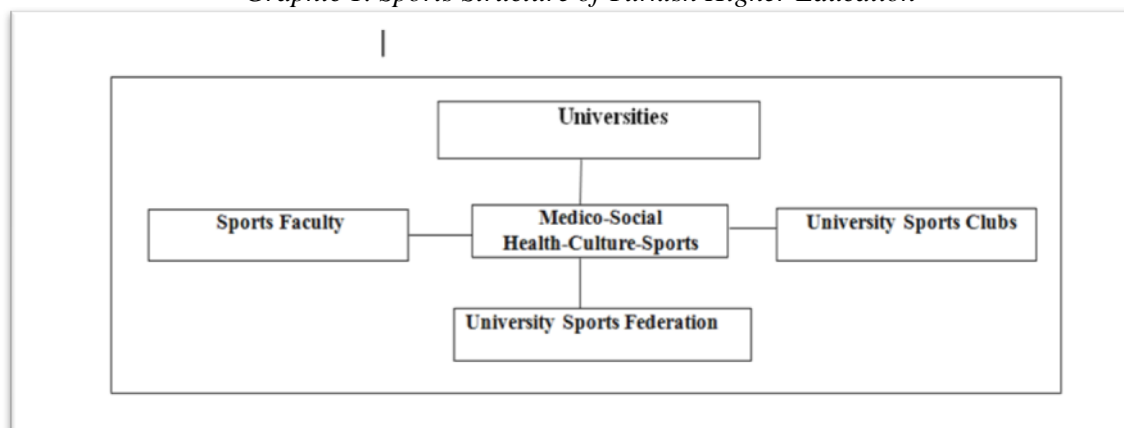 Graphic 1. Sports Structure of Turkish Higher Education
Universities
Sports Faculty
Medico-Social
Health-Culture-Sports
University Sports Clubs
University Sports Federation